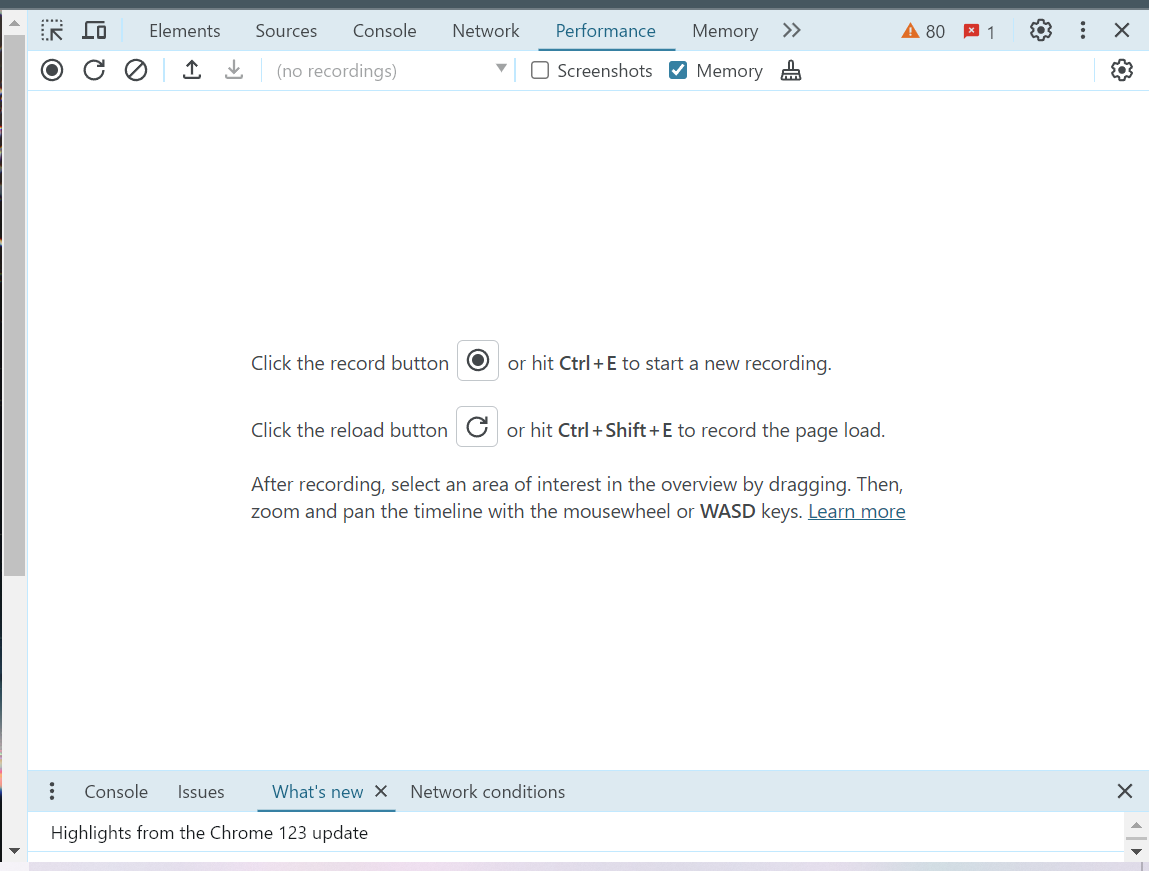 Elements Sources Console Network Performance Memory 80 1
(no recordings) Screenshots Memory
Click the record button or hit Ctrl + E to start a new recording.
Click the reload button or hit Ctrl + Shift + E to record the page load.
After recording, select an area of interest in the overview by dragging. Then,
zoom and pan the timeline with the mousewheel or WASD keys. Learn more
Console Issues What's new Network conditions
Highlights from the Chrome 123 update